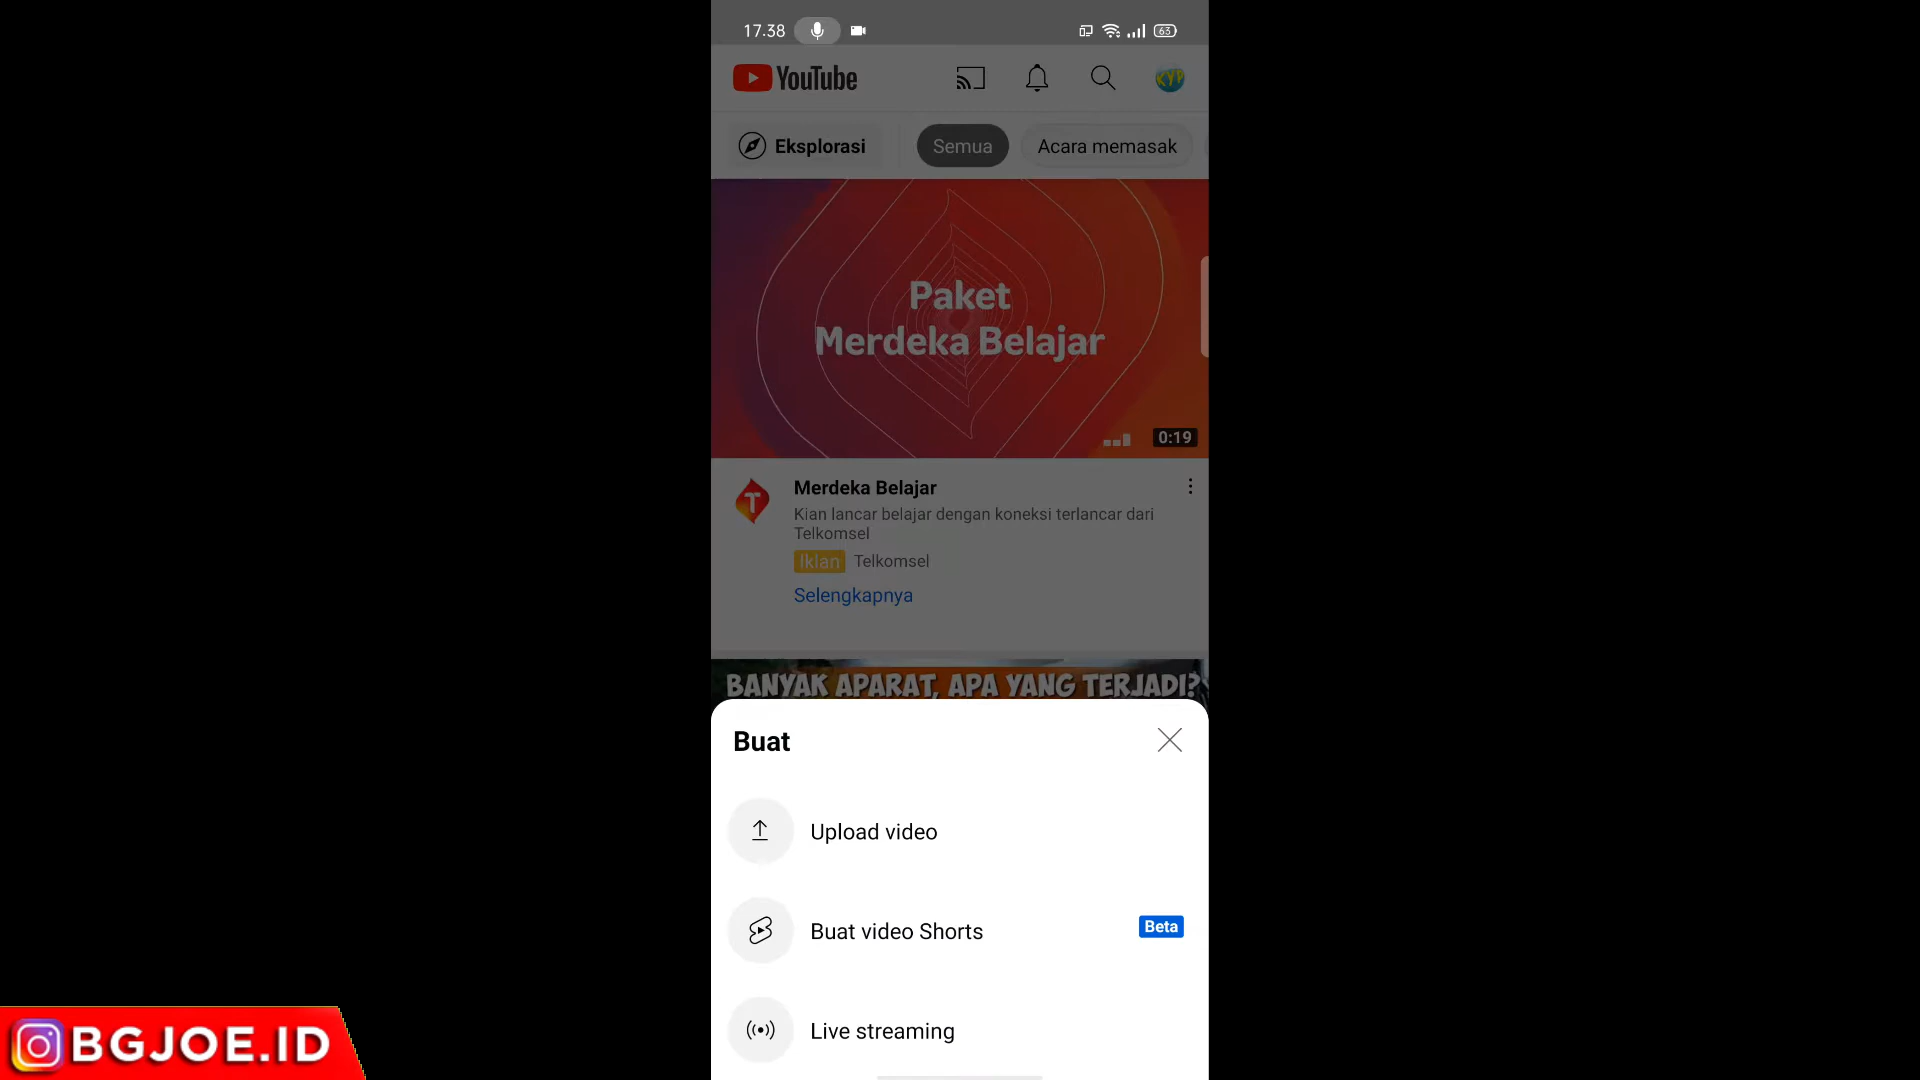 17.38
63
YouTube
KYD
Eksplorasi
Semua
Acara memasak
Paket
Merdeka Belajar
0:19
T
Merdeka Belajar
Kian lancar belajar dengan koneksi terlancar dari
Telkomsel
Iklan Telkomsel
Selengkapnya
BANYAK APARAT, APA YANG TERJADI?
Buat
Upload video
Buat video Shorts
Beta
Live streaming
BGJOE.ID